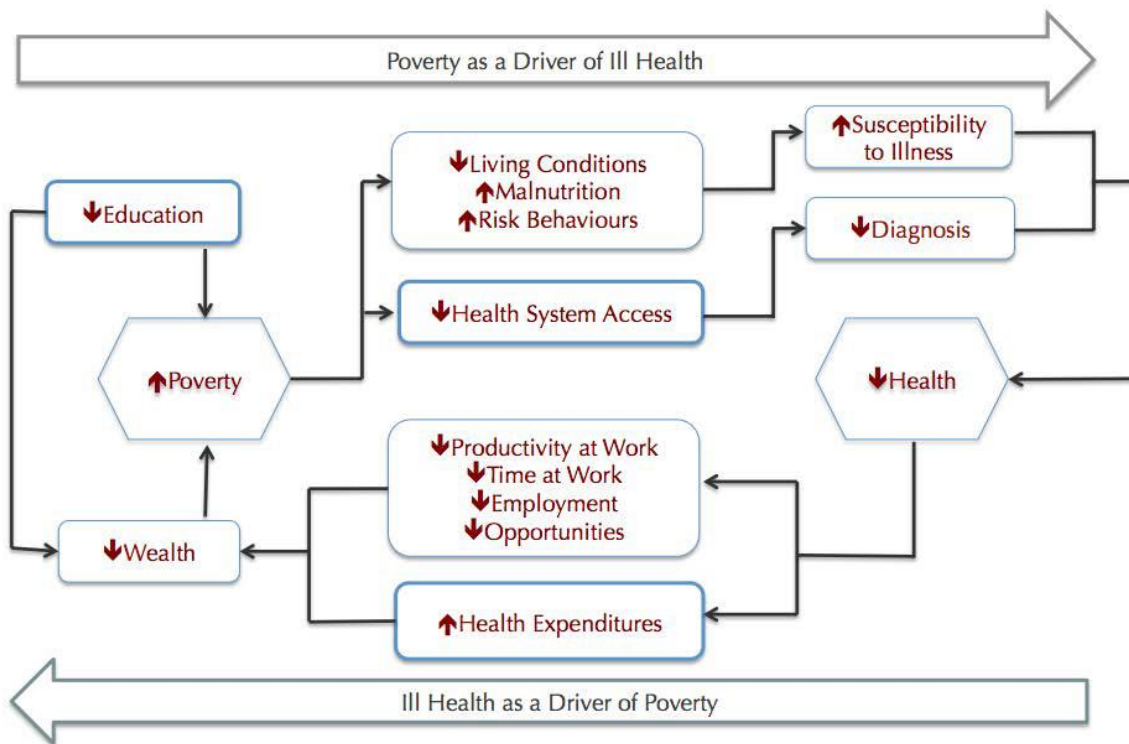 Poverty as a Driver of Ill Health
↓Education
↑Poverty
↓Wealth
↓Living Conditions
↑Malnutrition
↑Risk Behaviours
↓Health System Access
↑Susceptibility
to Illness
↓Diagnosis
↓Health
↓Productivity at Work
↓Time at Work
↓Employment
↓Opportunities
↑Health Expenditures
Ill Health as a Driver of Poverty